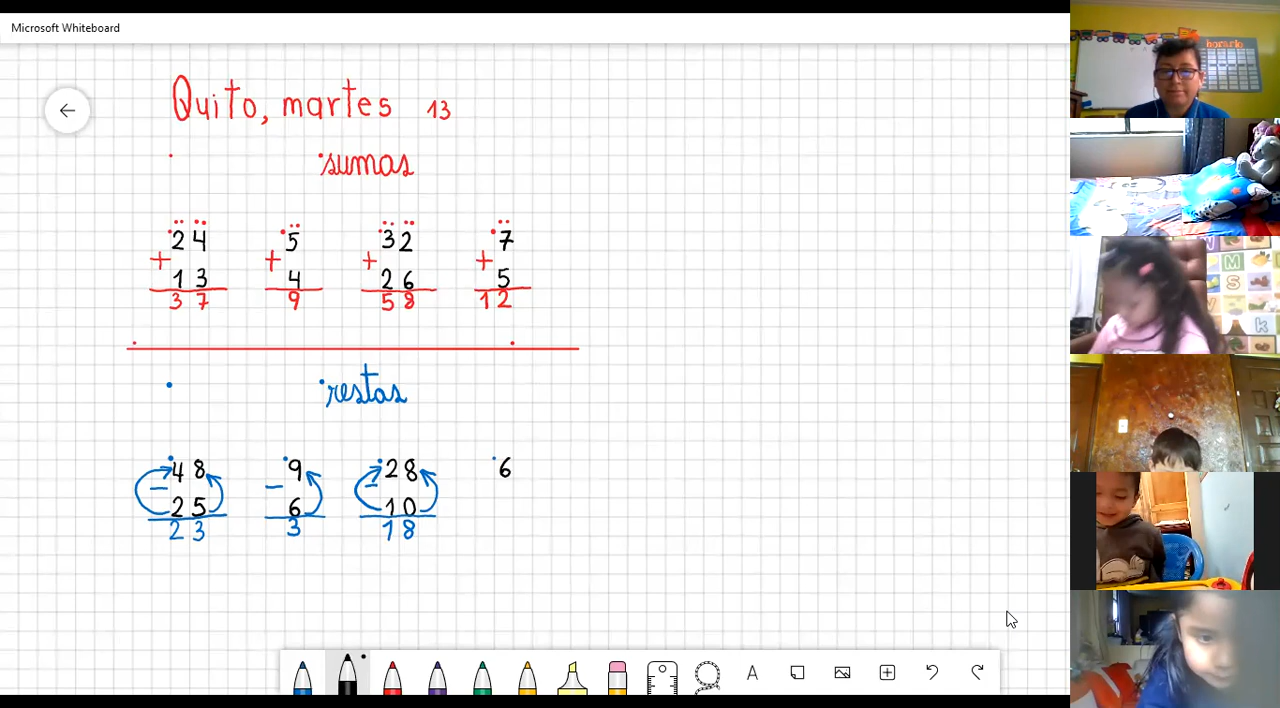 Microsoft Whiteboard
Quito, martes 13
sumas
24 5 32 7
+ + + +
13 4 26 5
37 9 58 12
restas
48 9 28 6
- - -
25 6 10
23 3 18
A
horario
M
S
k